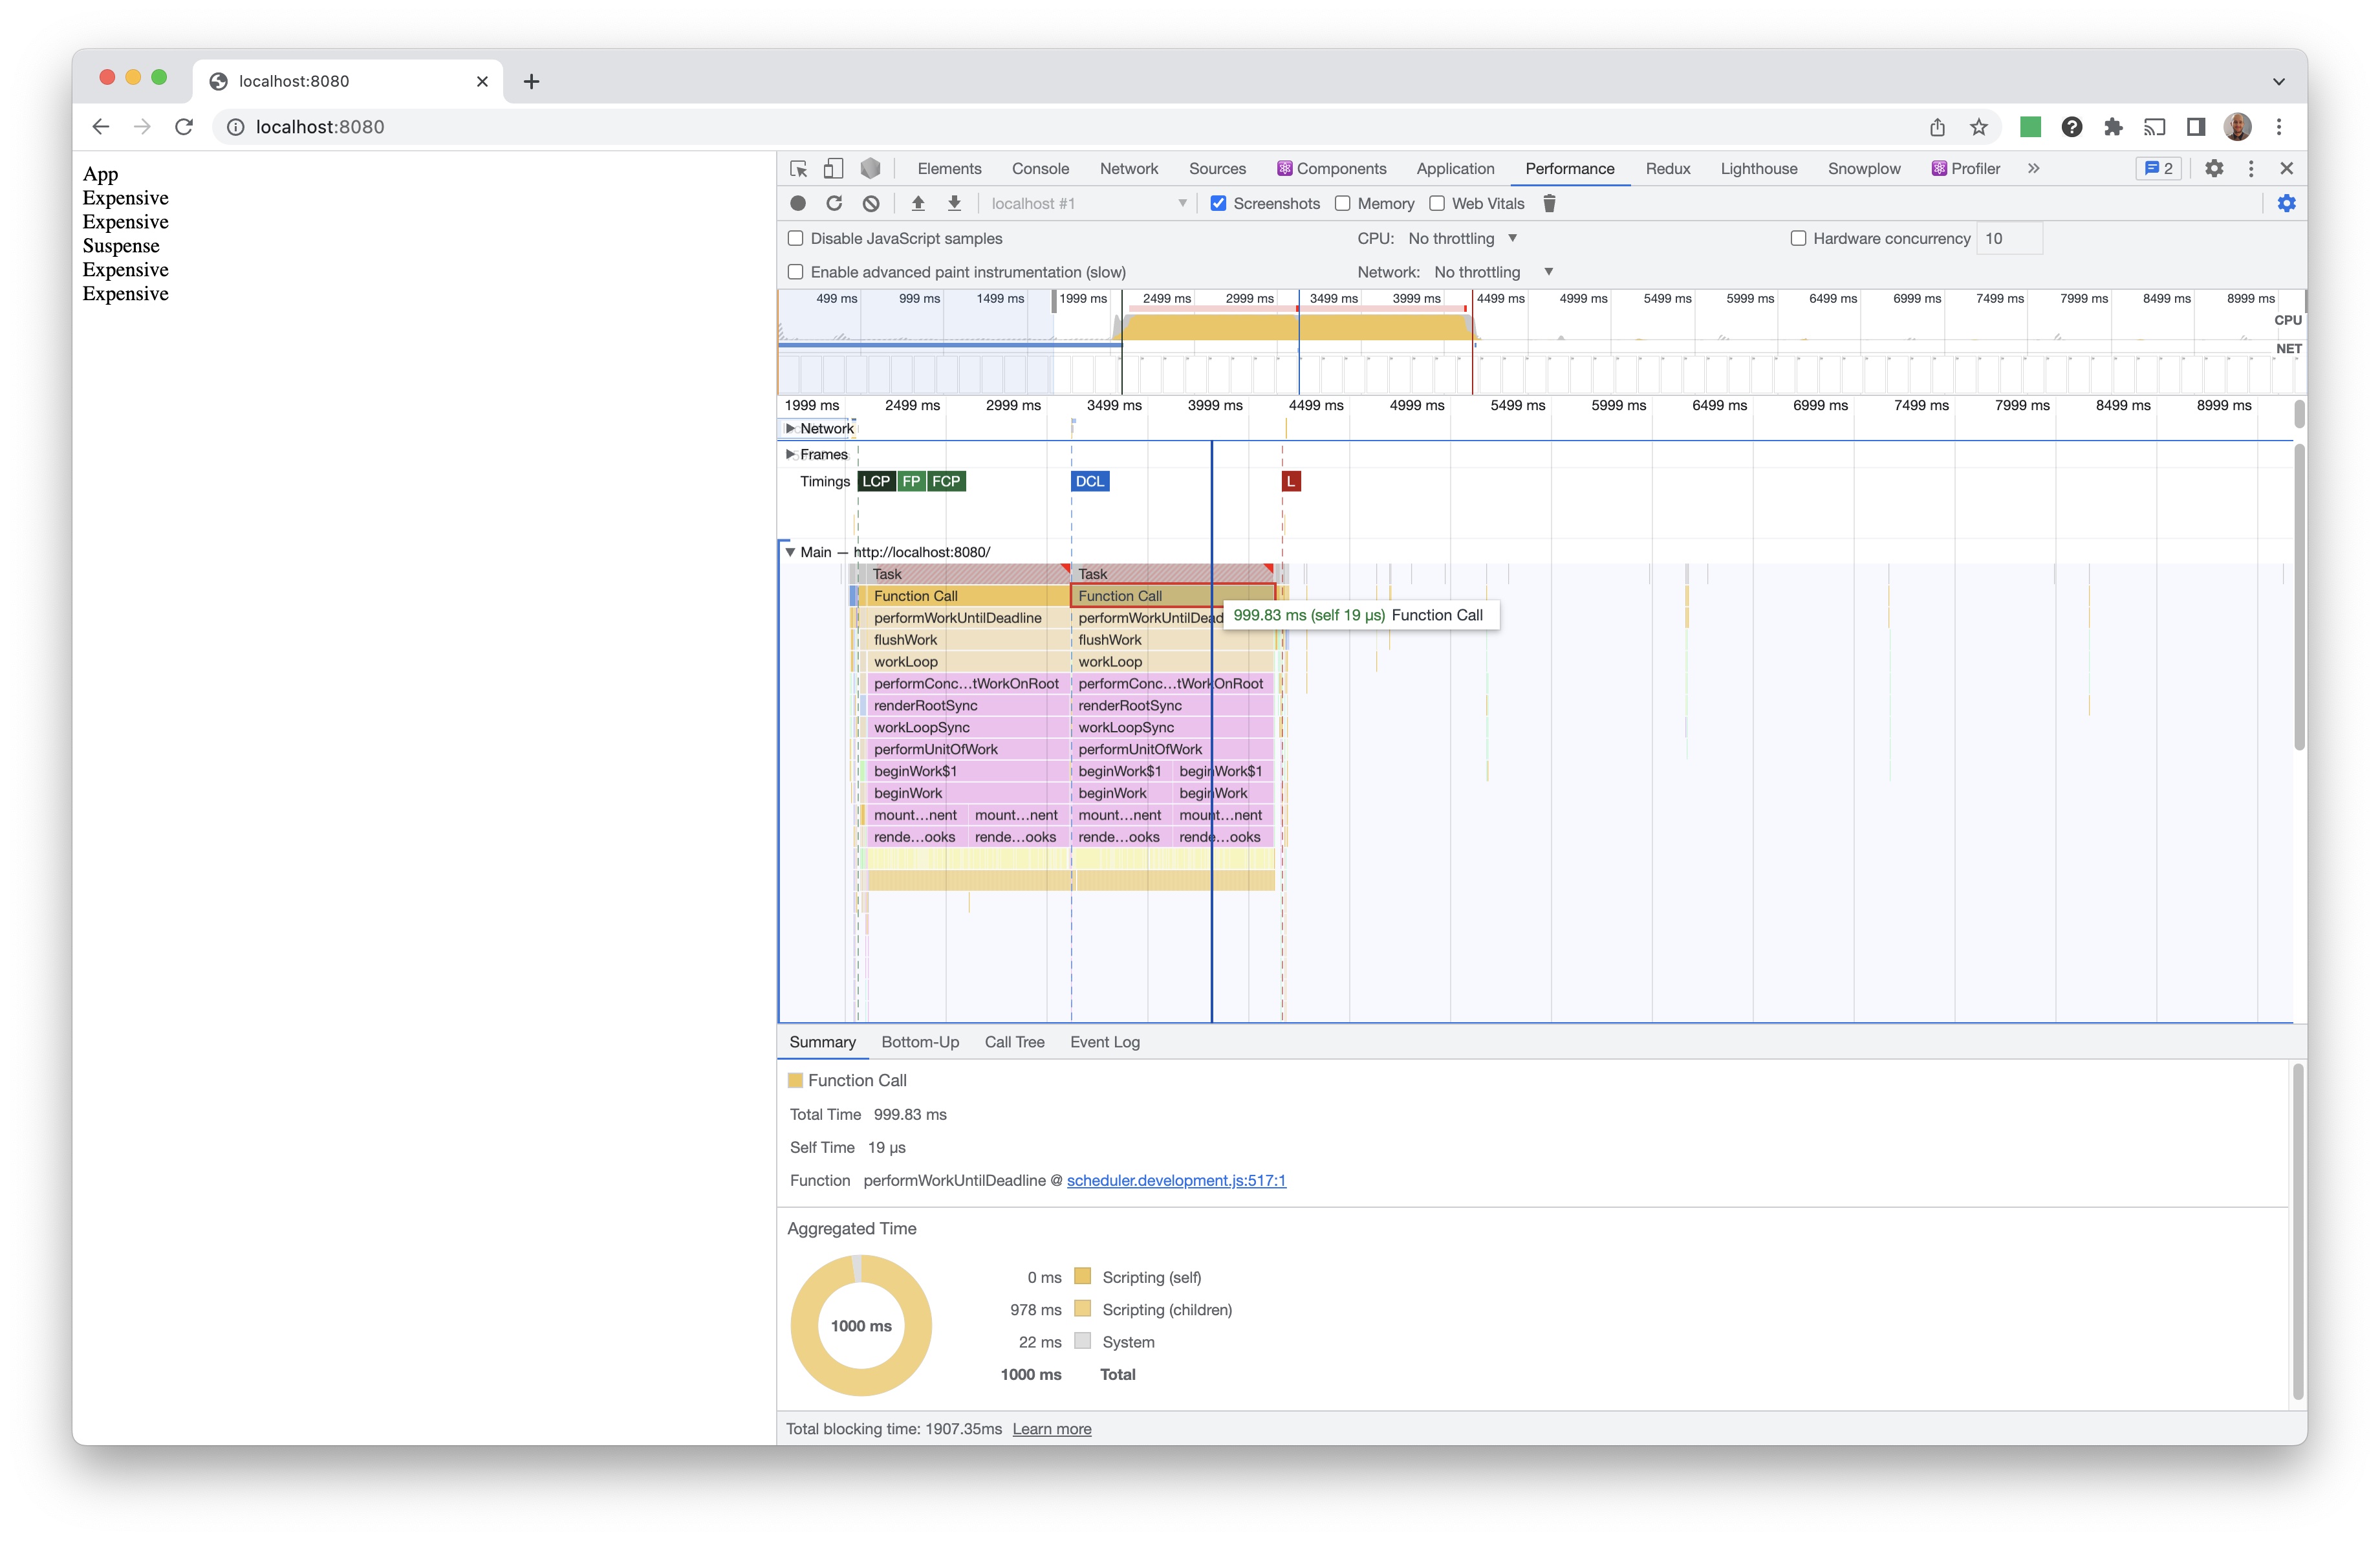 localhost:8080
localhost:8080
App
Expensive
Expensive
Suspense
Expensive
Expensive
Elements Console Network Sources Components Application Performance Redux Lighthouse Snowplow Profiler 2
localhost #1 Screenshots Memory Web Vitals
Disable JavaScript samples CPU: No throttling Hardware concurrency 10
Enable advanced paint instrumentation (slow) Network: No throttling
499 ms 999 ms 1499 ms 1999 ms 2499 ms 2999 ms 3499 ms 3999 ms 4499 ms 4999 ms 5499 ms 5999 ms 6499 ms 6999 ms 7499 ms 7999 ms 8499 ms 8999 ms
CPU
NET
1999 ms 2499 ms 2999 ms 3499 ms 3999 ms 4499 ms 4999 ms 5499 ms 5999 ms 6499 ms 6999 ms 7499 ms 7999 ms 8499 ms 8999 ms
Network
Frames
Timings LCP FP FCP DCL L
Main — http://localhost:8080/
Task Task
Function Call Function Call
999.83 ms (self 19 μs) Function Call
performWorkUntilDeadline performWorkUntilDead
flushWork flushWork
workLoop workLoop
performConc…tWorkOnRoot performConc…tWorkOnRoot
renderRootSync renderRootSync
workLoopSync workLoopSync
performUnitOfWork performUnitOfWork
beginWork$1 beginWork$1 beginWork$1
beginWork beginWork beginWork
mount…nent mount…nent mount…nent mount…nent
rende…ooks rende…ooks rende…ooks rende…ooks
Summary Bottom-Up Call Tree Event Log
Function Call
Total Time 999.83 ms
Self Time 19 μs
Function performWorkUntilDeadline @ scheduler.development.js:517:1
Aggregated Time
1000 ms
0 ms Scripting (self)
978 ms Scripting (children)
22 ms System
1000 ms Total
Total blocking time: 1907.35ms Learn more